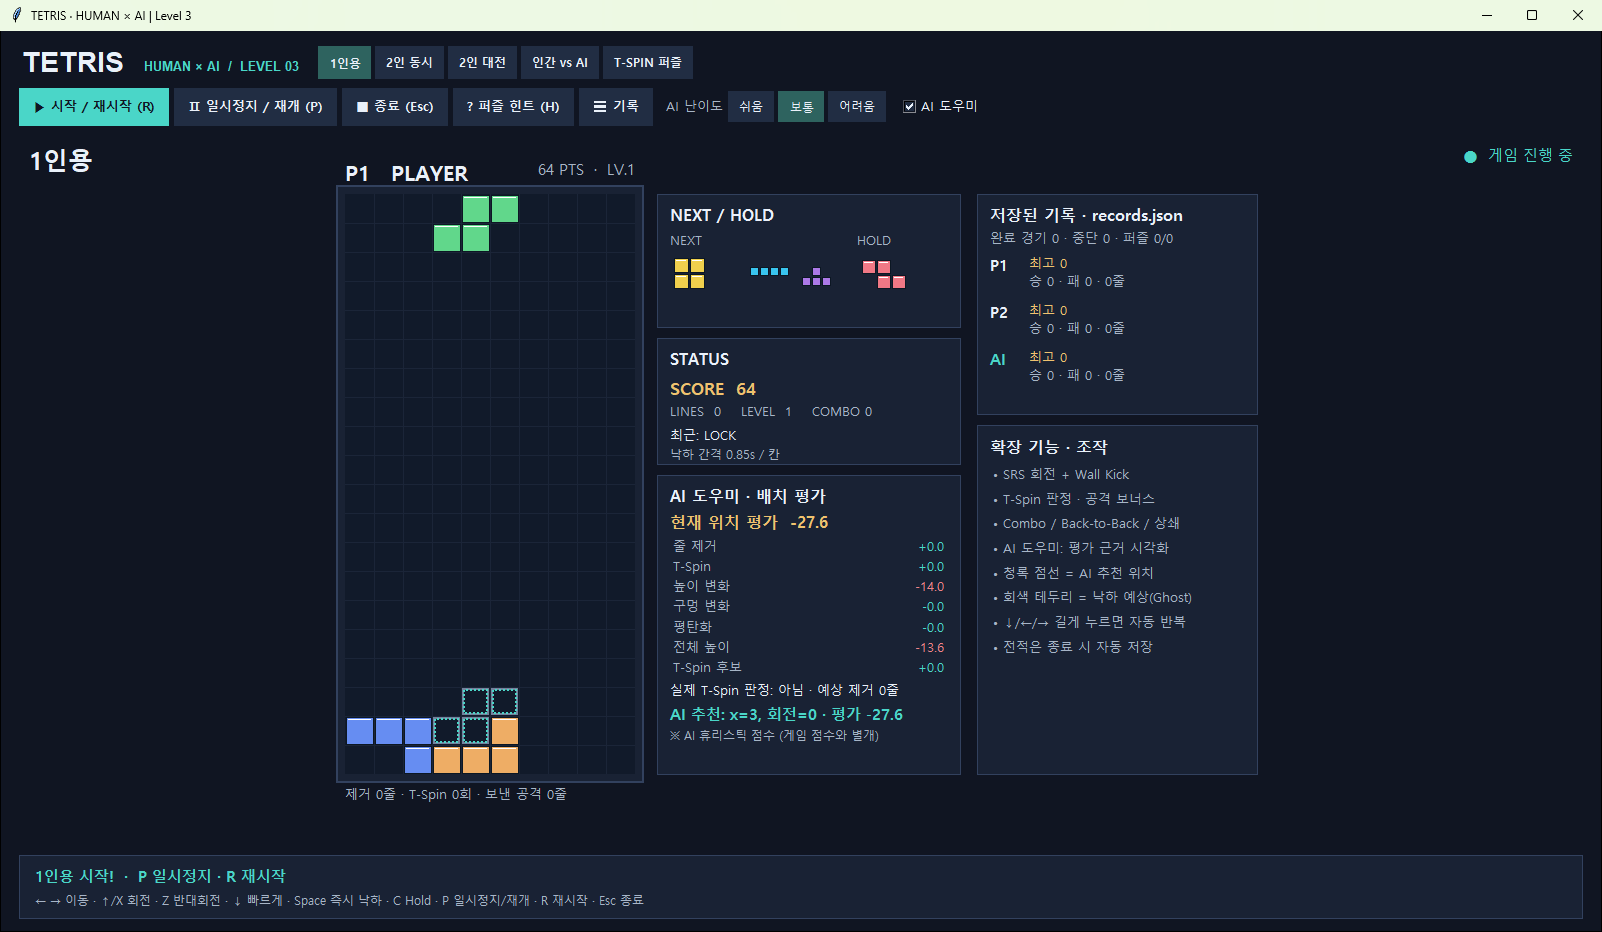 TETRIS · HUMAN × AI | Level 3
TETRIS HUMAN × AI / LEVEL 03 1인용 2인 동시 2인 대전 인간 vs AI T-SPIN 퍼즐
▶ 시작 / 재시작 (R) Ⅱ 일시정지 / 재개 (P) ■ 종료 (Esc) ? 퍼즐 힌트 (H) ☰ 기록 AI 난이도 쉬움 보통 어려움 AI 도우미
1인용
● 게임 진행 중
P1 PLAYER 64 PTS · LV.1
제거 0줄 · T-Spin 0회 · 보낸 공격 0줄
NEXT / HOLD
NEXT HOLD
STATUS
SCORE 64
LINES 0 LEVEL 1 COMBO 0
최근: LOCK
낙하 간격 0.85s / 칸
AI 도우미 · 배치 평가
현재 위치 평가 -27.6
줄 제거 +0.0
T-Spin +0.0
높이 변화 -14.0
구멍 변화 -0.0
평탄화 -0.0
전체 높이 -13.6
T-Spin 후보 +0.0
실제 T-Spin 판정: 아님 · 예상 제거 0줄
AI 추천: x=3, 회전=0 · 평가 -27.6
※ AI 휴리스틱 점수 (게임 점수와 별개)
저장된 기록 · records.json
완료 경기 0 · 중단 0 · 퍼즐 0/0
P1 최고 0
승 0 · 패 0 · 0줄
P2 최고 0
승 0 · 패 0 · 0줄
AI 최고 0
승 0 · 패 0 · 0줄
확장 기능 · 조작
• SRS 회전 + Wall Kick
• T-Spin 판정 · 공격 보너스
• Combo / Back-to-Back / 상쇄
• AI 도우미: 평가 근거 시각화
• 청록 점선 = AI 추천 위치
• 회색 테두리 = 낙하 예상(Ghost)
• ↓/←/→ 길게 누르면 자동 반복
• 전적은 종료 시 자동 저장
1인용 시작! · P 일시정지 · R 재시작
← → 이동 · ↑/X 회전 · Z 반대회전 · ↓ 빠르게 · Space 즉시 낙하 · C Hold · P 일시정지/재개 · R 재시작 · Esc 종료